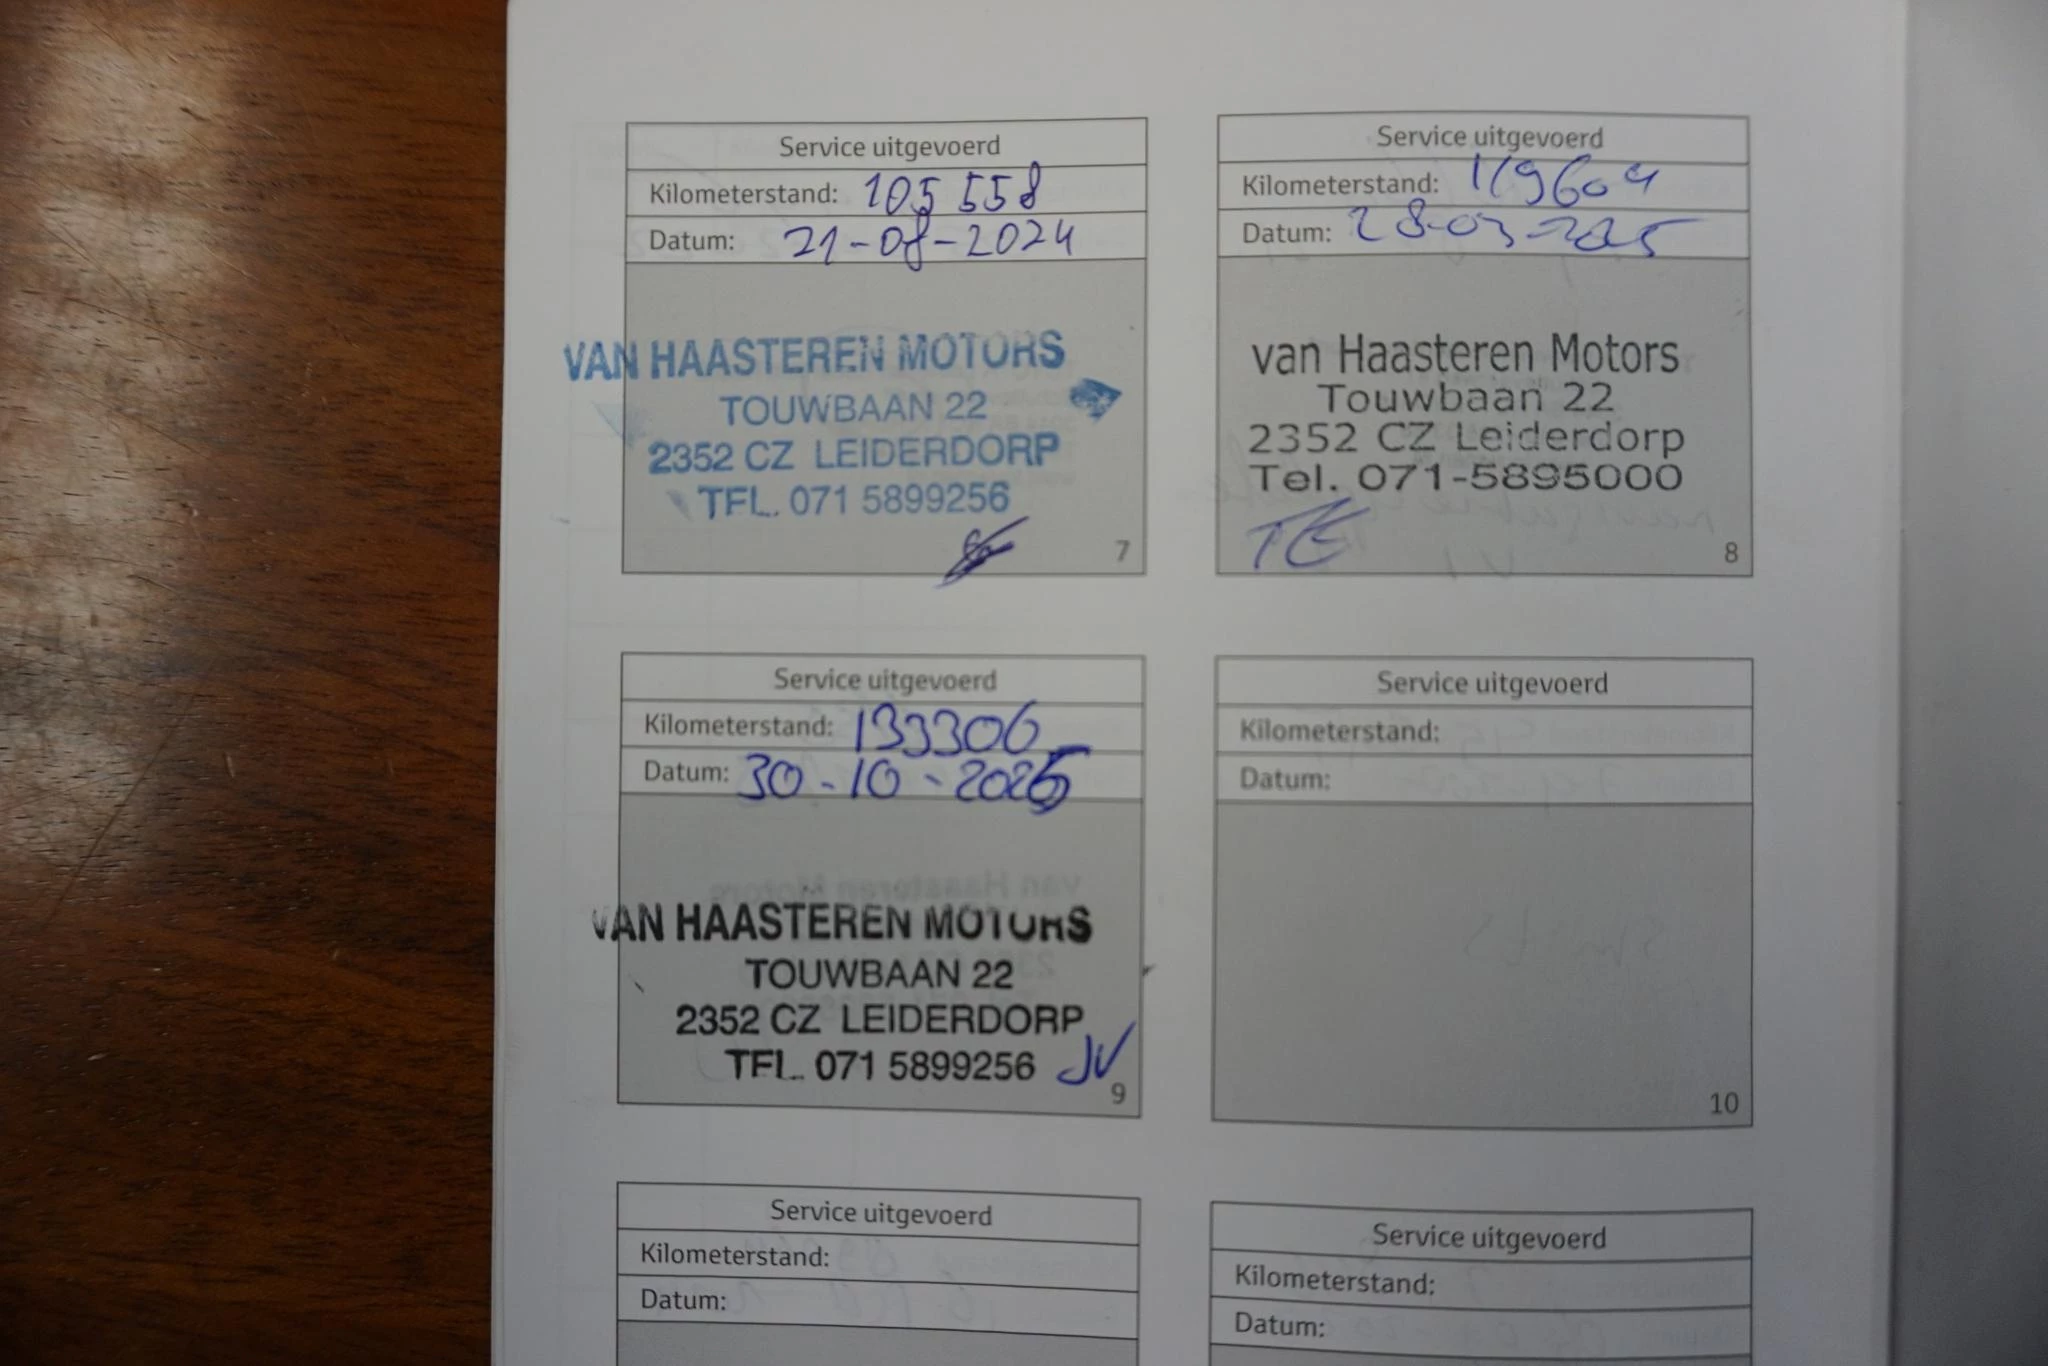 Service uitgevoerd
Kilometerstand: 105 558
Datum: 21-08-2024
VAN HAASTEREN MOTORS
TOUWBAAN 22
2352 CZ LEIDERDORP
TEL. 071 5899256
7
Service uitgevoerd
Kilometerstand: 119604
Datum: 28-03-2025
van Haasteren Motors
Touwbaan 22
2352 CZ Leiderdorp
Tel. 071-5895000
TE
8
Service uitgevoerd
Kilometerstand: 133306
Datum: 30-10-2025
VAN HAASTEREN MOTORS
TOUWBAAN 22
2352 CZ LEIDERDORP
TEL. 071 5899256
JV
9
Service uitgevoerd
Kilometerstand:
Datum:
10
Service uitgevoerd
Kilometerstand:
Datum:
Service uitgevoerd
Kilometerstand:
Datum: